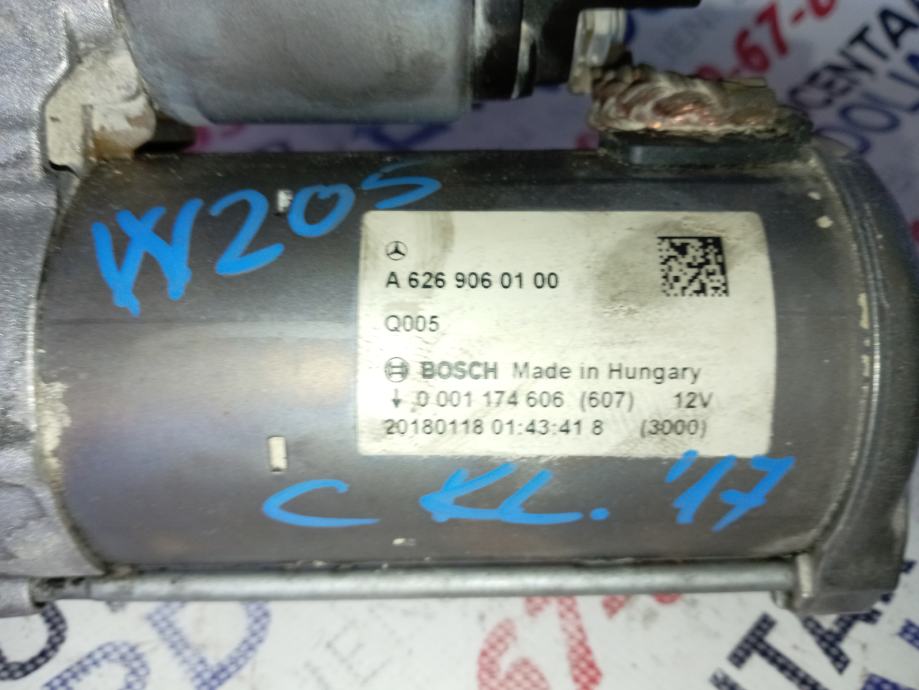 W205
A 626 906 01 00
Q005
BOSCH Made in Hungary
0 001 174 606 (607) 12V
20180118 01:43:41 8 (3000)
C KL. '17